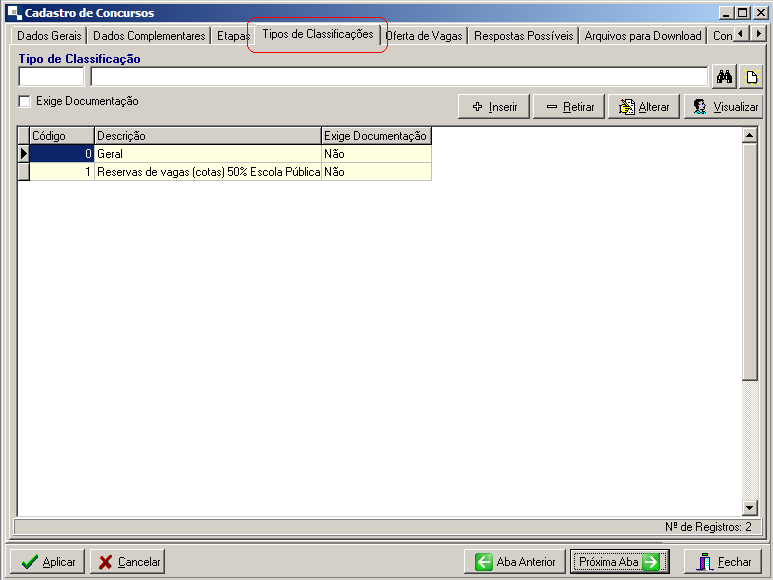 Cadastro de Concursos
Dados Gerais Dados Complementares Etapas Tipos de Classificações Oferta de Vagas Respostas Possíveis Arquivos para Download Con
Tipo de Classificação
Exige Documentação
Inserir Retirar Alterar Visualizar
Código Descrição Exige Documentação
0 Geral Não
1 Reservas de vagas (cotas) 50% Escola Pública Não
Nº de Registros: 2
Aplicar Cancelar Aba Anterior Próxima Aba Fechar